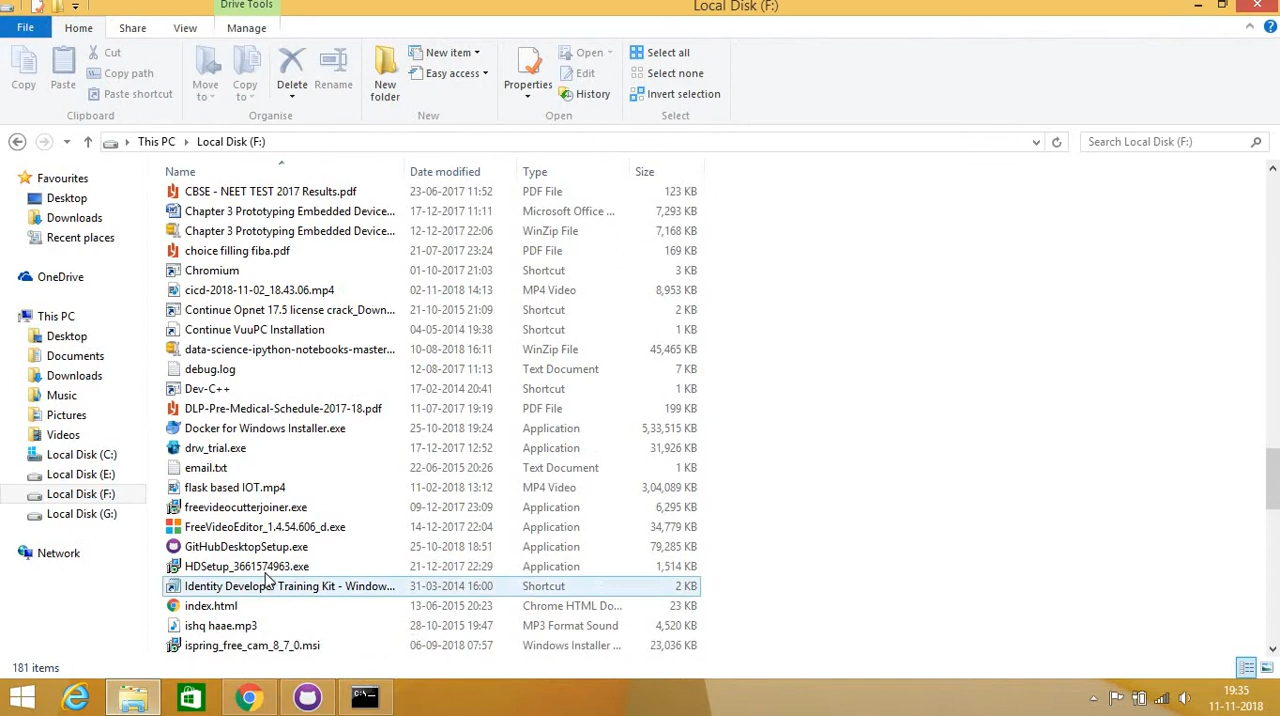 Drive Tools
Local Disk (F:)
File Home Share View Manage
Copy
Paste
Cut
Copy path
Paste shortcut
Clipboard
Move to
Copy to
Delete
Rename
Organise
New folder
New item
Easy access
New
Properties
Open
Edit
History
Open
Select all
Select none
Invert selection
Select
This PC Local Disk (F:)
Search Local Disk (F:)
Favourites
Desktop
Downloads
Recent places
OneDrive
This PC
Desktop
Documents
Downloads
Music
Pictures
Videos
Local Disk (C:)
Local Disk (E:)
Local Disk (F:)
Local Disk (G:)
Network
Name Date modified Type Size
CBSE - NEET TEST 2017 Results.pdf 23-06-2017 11:52 PDF File 123 KB
Chapter 3 Prototyping Embedded Device... 17-12-2017 11:11 Microsoft Office ... 7,293 KB
Chapter 3 Prototyping Embedded Device... 12-12-2017 22:06 WinZip File 7,168 KB
choice filling fiba.pdf 21-07-2017 23:24 PDF File 169 KB
Chromium 01-10-2017 21:03 Shortcut 3 KB
cicd-2018-11-02_18.43.06.mp4 02-11-2018 14:13 MP4 Video 8,953 KB
Continue Opnet 17.5 license crack_Down... 21-10-2015 21:09 Shortcut 2 KB
Continue VuuPC Installation 04-05-2014 19:38 Shortcut 1 KB
data-science-ipython-notebooks-master... 10-08-2018 16:11 WinZip File 45,465 KB
debug.log 12-08-2017 11:13 Text Document 7 KB
Dev-C++ 17-02-2014 20:41 Shortcut 1 KB
DLP-Pre-Medical-Schedule-2017-18.pdf 11-07-2017 19:19 PDF File 199 KB
Docker for Windows Installer.exe 25-10-2018 19:24 Application 5,33,515 KB
drw_trial.exe 17-12-2017 12:52 Application 31,926 KB
email.txt 22-06-2015 20:26 Text Document 1 KB
flask based IOT.mp4 11-02-2018 13:12 MP4 Video 3,04,089 KB
freevideocutterjoiner.exe 09-12-2017 23:09 Application 6,295 KB
FreeVideoEditor_1.4.54.606_d.exe 14-12-2017 22:04 Application 34,779 KB
GitHubDesktopSetup.exe 25-10-2018 18:51 Application 79,285 KB
HDSetup_3661574963.exe 21-12-2017 22:29 Application 1,514 KB
Identity Developer Training Kit - Window... 31-03-2014 16:00 Shortcut 2 KB
index.html 13-06-2015 20:23 Chrome HTML Do... 23 KB
ishq haae.mp3 28-10-2015 19:47 MP3 Format Sound 4,520 KB
ispring_free_cam_8_7_0.msi 06-09-2018 07:57 Windows Installer ... 23,036 KB
181 items
19:35
11-11-2018